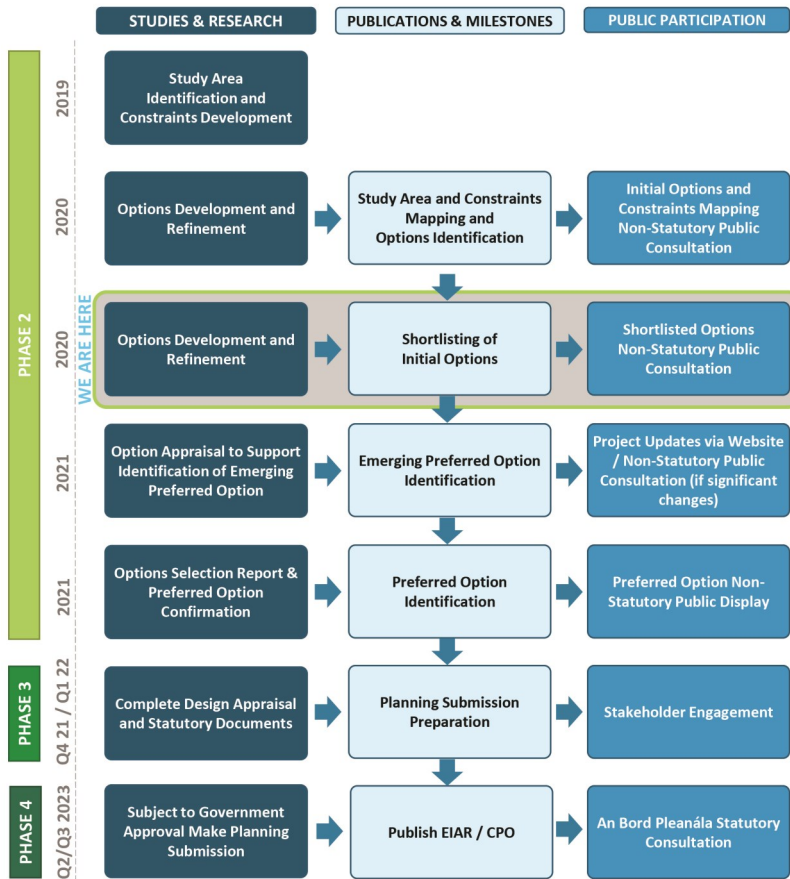 STUDIES & RESEARCH
PUBLICATIONS & MILESTONES
PUBLIC PARTICIPATION
PHASE 2
2019
Study Area
Identification and
Constraints Development
2020
Options Development and
Refinement
Study Area and Constraints
Mapping and
Options Identification
Initial Options and
Constraints Mapping
Non-Statutory Public
Consultation
WE ARE HERE
2020
Options Development and
Refinement
Shortlisting of
Initial Options
Shortlisted Options
Non-Statutory Public
Consultation
2021
Option Appraisal to Support
Identification of Emerging
Preferred Option
Emerging Preferred Option
Identification
Project Updates via Website
/ Non-Statutory Public
Consultation (if significant
changes)
2021
Options Selection Report &
Preferred Option
Confirmation
Preferred Option
Identification
Preferred Option Non-
Statutory Public Display
PHASE 3
Q4 21 / Q1 22
Complete Design Appraisal
and Statutory Documents
Planning Submission
Preparation
Stakeholder Engagement
PHASE 4
Q2/Q3 2023
Subject to Government
Approval Make Planning
Submission
Publish EIAR / CPO
An Bord Pleanála Statutory
Consultation